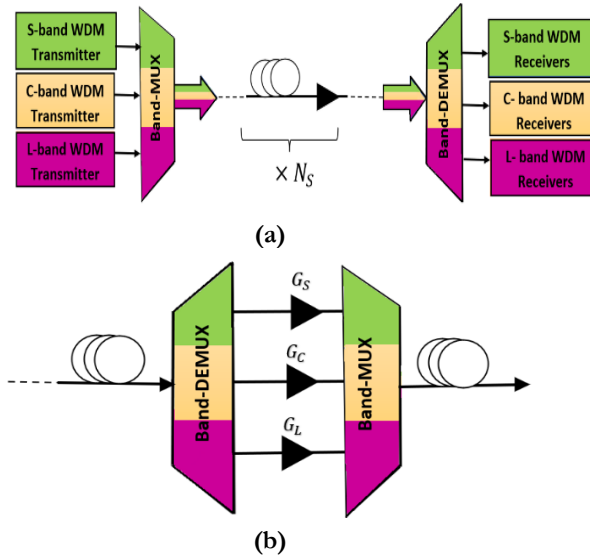 S-band WDM
Transmitter
C-band WDM
Transmitter
L-band WDM
Transmitter
Band-MUX
× N_S
Band-DEMUX
S-band WDM
Receivers
C- band WDM
Receivers
L- band WDM
Receivers
(a)
Band-DEMUX
G_S
G_C
G_L
Band-MUX
(b)